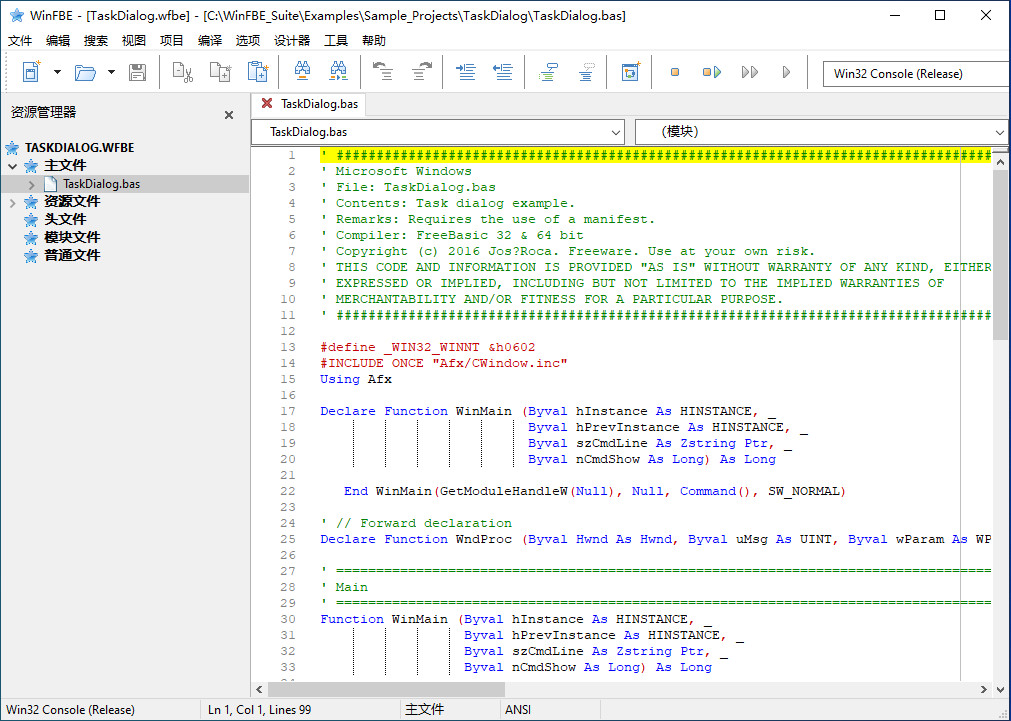 WinFBE - [TaskDialog.wfbe] - [C:\WinFBE_Suite\Examples\Sample_Projects\TaskDialog\TaskDialog.bas]
文件 编辑 搜索 视图 项目 编译 选项 设计器 工具 帮助
Win32 Console (Release)
资源管理器
TASKDIALOG.WFBE
主文件
TaskDialog.bas
资源文件
头文件
模块文件
普通文件
TaskDialog.bas
TaskDialog.bas
(模块)
1 ' ##################################################################################
2 ' Microsoft Windows
3 ' File: TaskDialog.bas
4 ' Contents: Task dialog example.
5 ' Remarks: Requires the use of a manifest.
6 ' Compiler: FreeBasic 32 & 64 bit
7 ' Copyright (c) 2016 Jos?Roca. Freeware. Use at your own risk.
8 ' THIS CODE AND INFORMATION IS PROVIDED "AS IS" WITHOUT WARRANTY OF ANY KIND, EITHER
9 ' EXPRESSED OR IMPLIED, INCLUDING BUT NOT LIMITED TO THE IMPLIED WARRANTIES OF
10 ' MERCHANTABILITY AND/OR FITNESS FOR A PARTICULAR PURPOSE.
11 ' ##################################################################################
12
13 #define _WIN32_WINNT &h0602
14 #INCLUDE ONCE "Afx/CWindow.inc"
15 Using Afx
16
17 Declare Function WinMain (Byval hInstance As HINSTANCE, _
18 Byval hPrevInstance As HINSTANCE, _
19 Byval szCmdLine As Zstring Ptr, _
20 Byval nCmdShow As Long) As Long
21
22 End WinMain(GetModuleHandleW(Null), Null, Command(), SW_NORMAL)
23
24 ' // Forward declaration
25 Declare Function WndProc (Byval Hwnd As Hwnd, Byval uMsg As UINT, Byval wParam As WP
26
27 ' ==================================================================================
28 ' Main
29 ' ==================================================================================
30 Function WinMain (Byval hInstance As HINSTANCE, _
31 Byval hPrevInstance As HINSTANCE, _
32 Byval szCmdLine As Zstring Ptr, _
33 Byval nCmdShow As Long) As Long
Win32 Console (Release) Ln 1, Col 1, Lines 99 主文件 ANSI